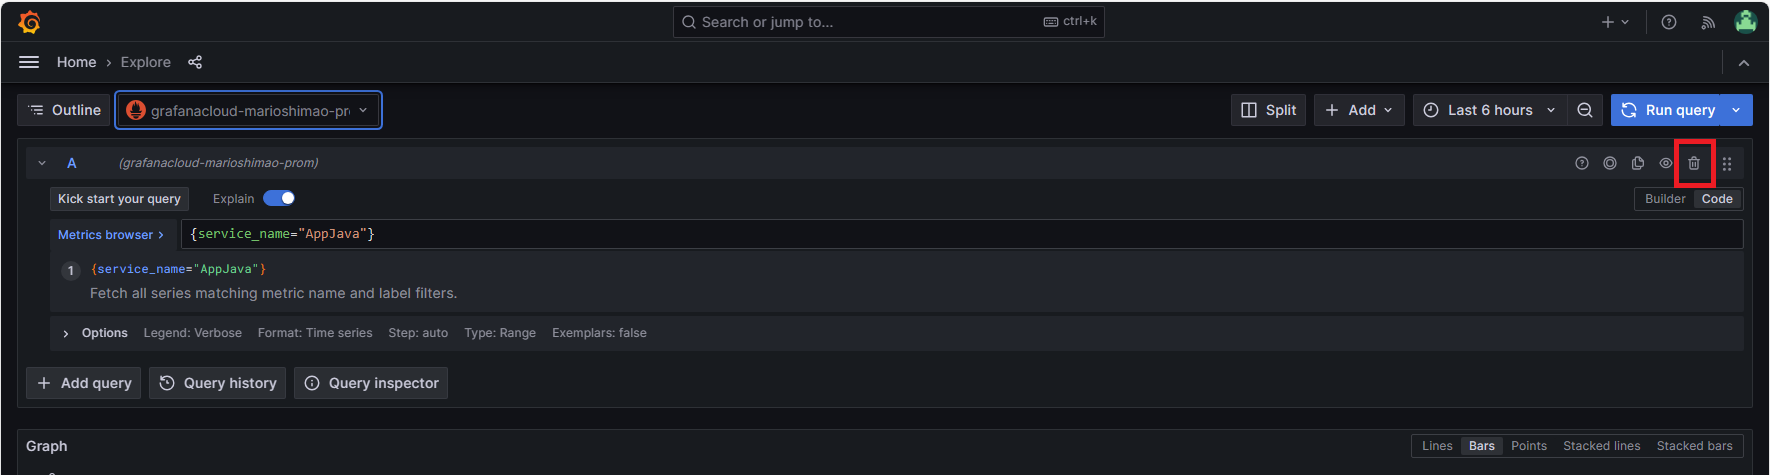 Search or jump to... ctrl+k
Home › Explore
Outline grafanacloud-marioshimao-pr Split Add Last 6 hours Run query
A (grafanacloud-marioshimao-prom)
Kick start your query Explain Builder Code
Metrics browser > {service_name="AppJava"}
1 {service_name="AppJava"}
Fetch all series matching metric name and label filters.
Options Legend: Verbose Format: Time series Step: auto Type: Range Exemplars: false
+ Add query Query history Query inspector
Graph Lines Bars Points Stacked lines Stacked bars